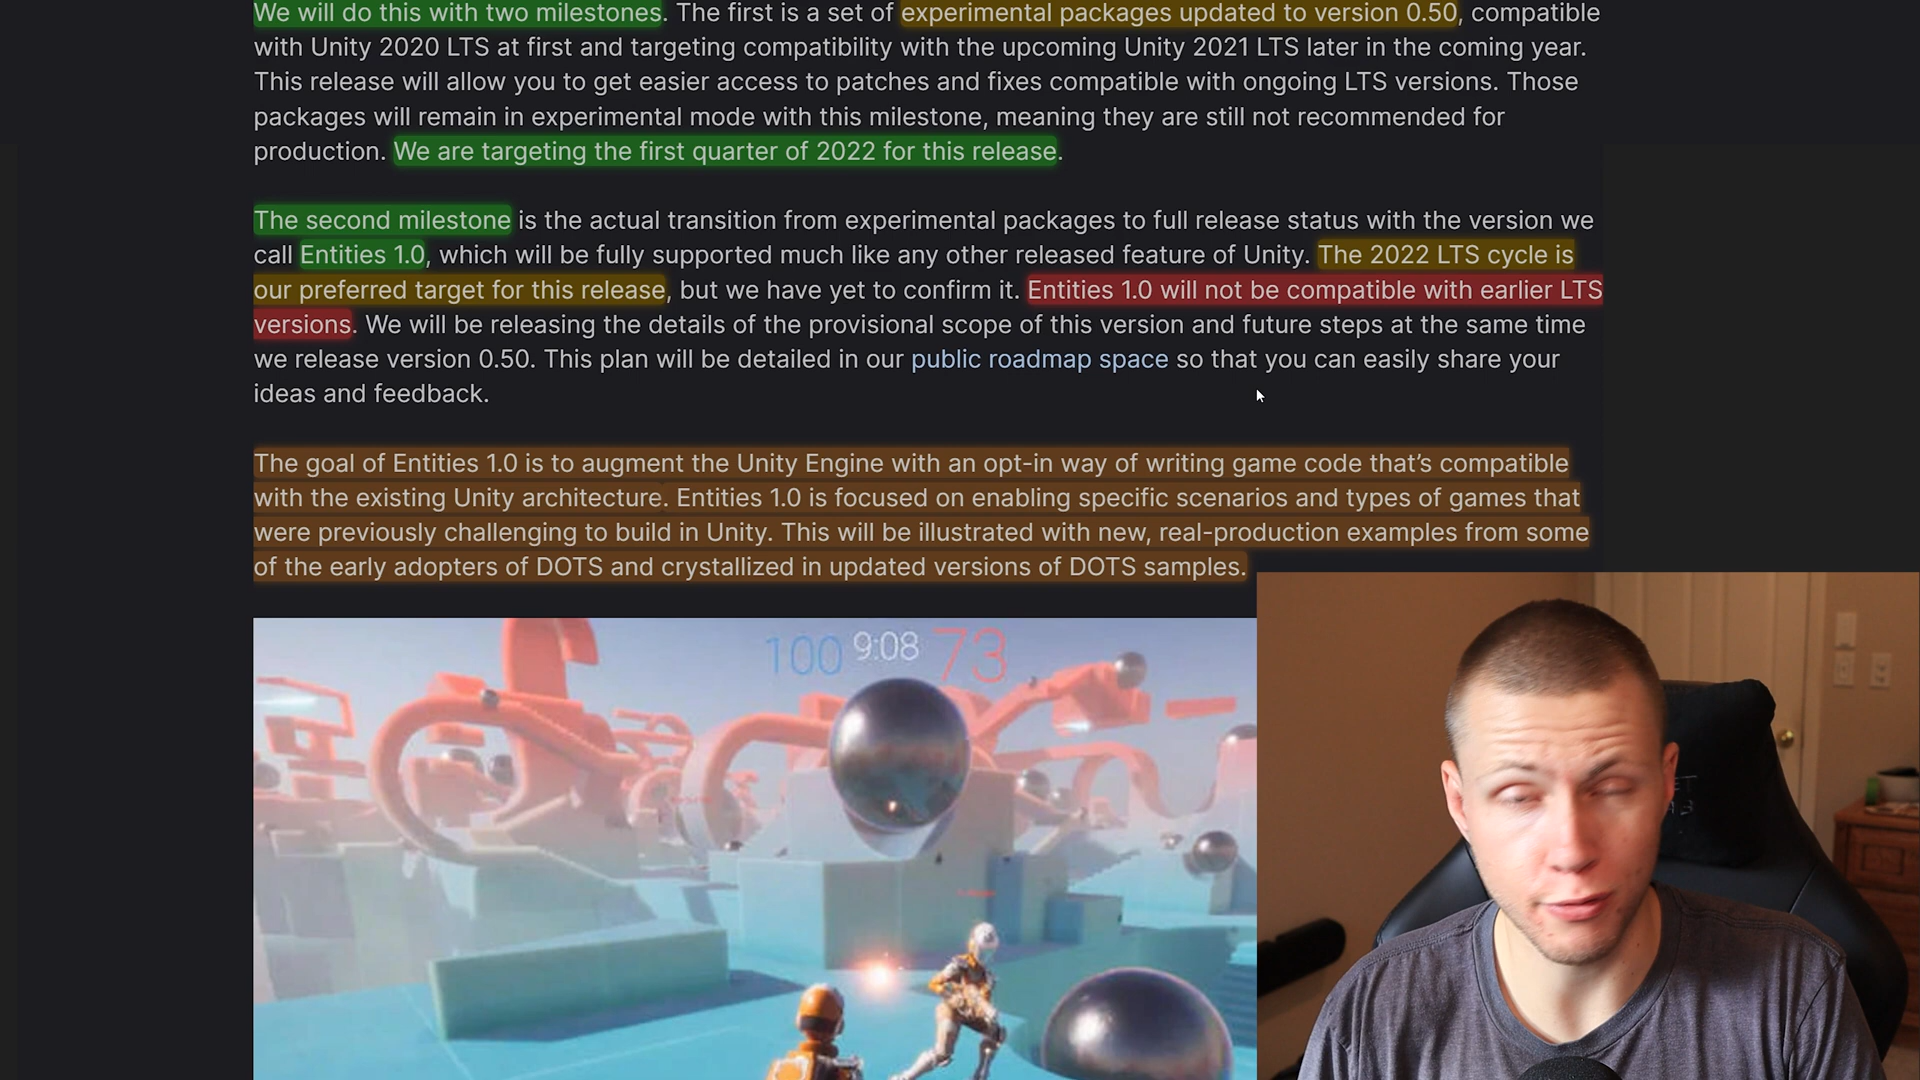 We will do this with two milestones. The first is a set of experimental packages updated to version 0.50, compatible
with Unity 2020 LTS at first and targeting compatibility with the upcoming Unity 2021 LTS later in the coming year.
This release will allow you to get easier access to patches and fixes compatible with ongoing LTS versions. Those
packages will remain in experimental mode with this milestone, meaning they are still not recommended for
production. We are targeting the first quarter of 2022 for this release.
The second milestone is the actual transition from experimental packages to full release status with the version we
call Entities 1.0, which will be fully supported much like any other released feature of Unity. The 2022 LTS cycle is
our preferred target for this release, but we have yet to confirm it. Entities 1.0 will not be compatible with earlier LTS
versions. We will be releasing the details of the provisional scope of this version and future steps at the same time
we release version 0.50. This plan will be detailed in our public roadmap space so that you can easily share your
ideas and feedback.
The goal of Entities 1.0 is to augment the Unity Engine with an opt-in way of writing game code that’s compatible
with the existing Unity architecture. Entities 1.0 is focused on enabling specific scenarios and types of games that
were previously challenging to build in Unity. This will be illustrated with new, real-production examples from some
of the early adopters of DOTS and crystallized in updated versions of DOTS samples.
100 9:08 73